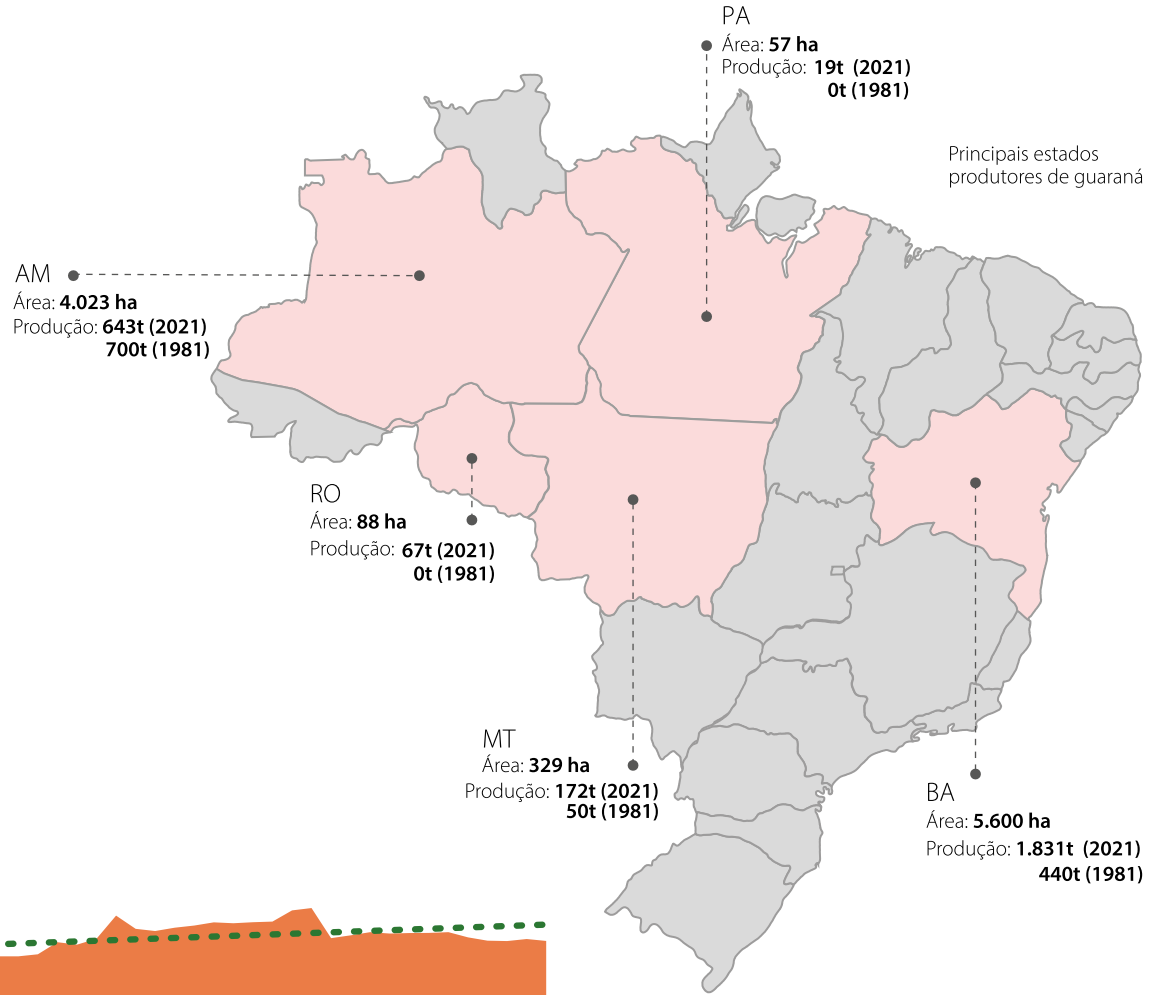 PA
Área: 57 ha
Produção: 19t (2021)
0t (1981)
Principais estados
produtores de guaraná
AM
Área: 4.023 ha
Produção: 643t (2021)
700t (1981)
RO
Área: 88 ha
Produção: 67t (2021)
0t (1981)
MT
Área: 329 ha
Produção: 172t (2021)
50t (1981)
BA
Área: 5.600 ha
Produção: 1.831t (2021)
440t (1981)